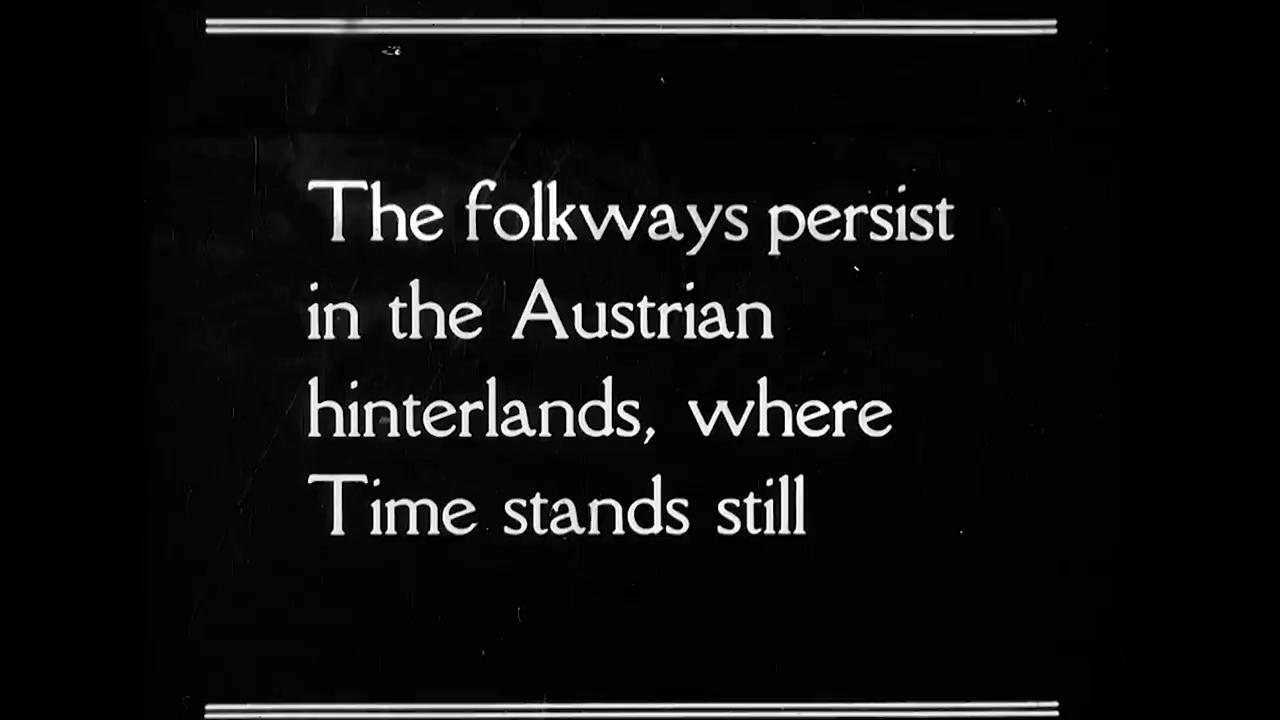 The folkways persist
in the Austrian
hinterlands, where
Time stands still